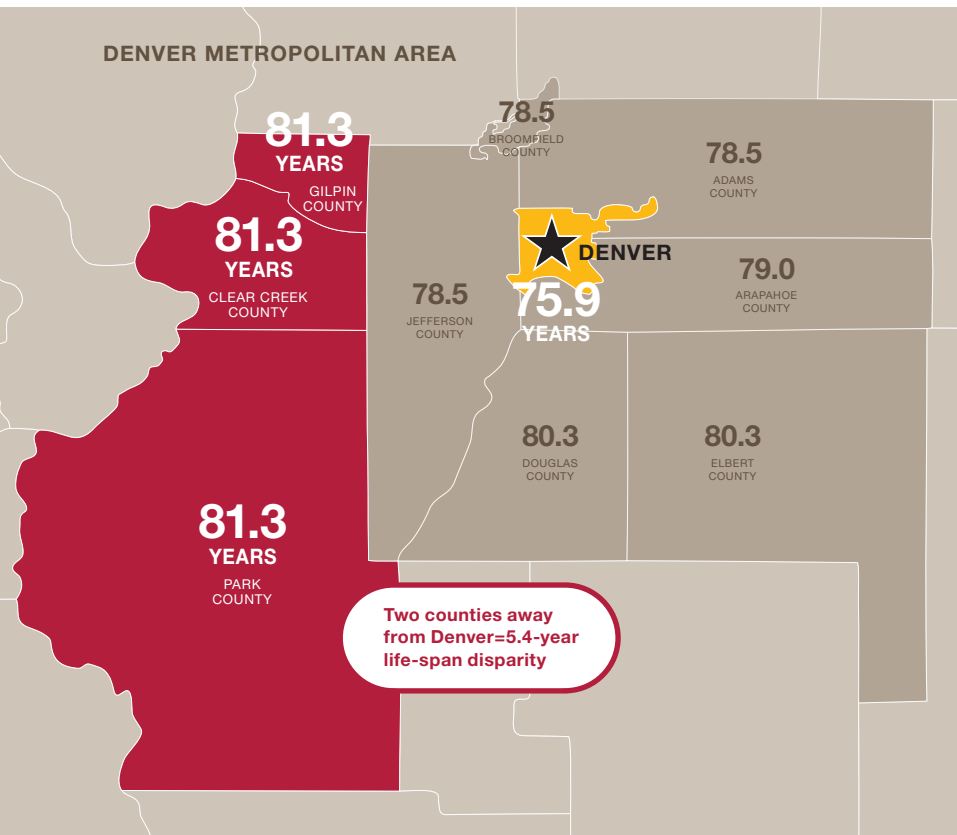 DENVER METROPOLITAN AREA
81.3
YEARS
GILPIN
COUNTY
78.5
BROOMFIELD
COUNTY
78.5
ADAMS
COUNTY
81.3
YEARS
CLEAR CREEK
COUNTY
DENVER
75.9
YEARS
78.5
JEFFERSON
COUNTY
79.0
ARAPAHOE
COUNTY
80.3
DOUGLAS
COUNTY
80.3
ELBERT
COUNTY
81.3
YEARS
PARK
COUNTY
Two counties away
from Denver=5.4-year
life-span disparity